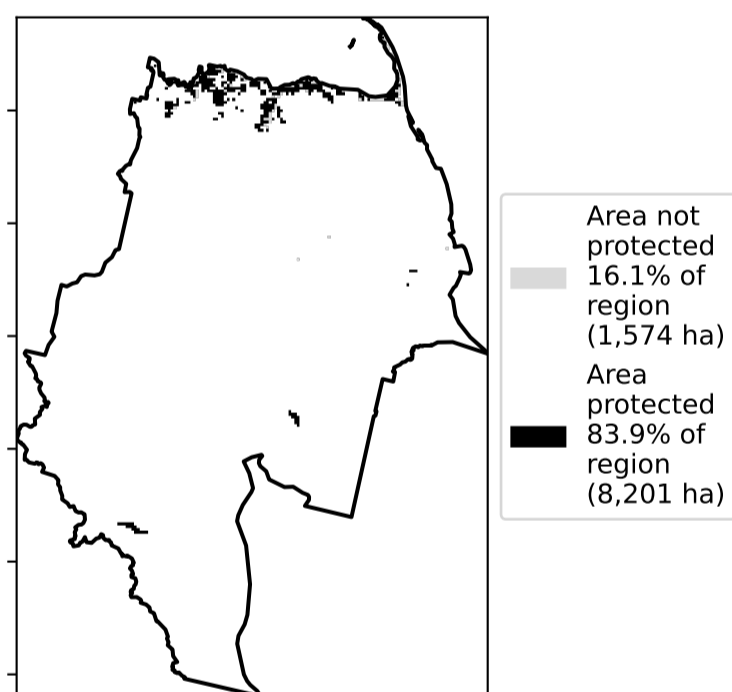 Area not
protected
16.1% of
region
(1,574 ha)
Area
protected
83.9% of
region
(8,201 ha)